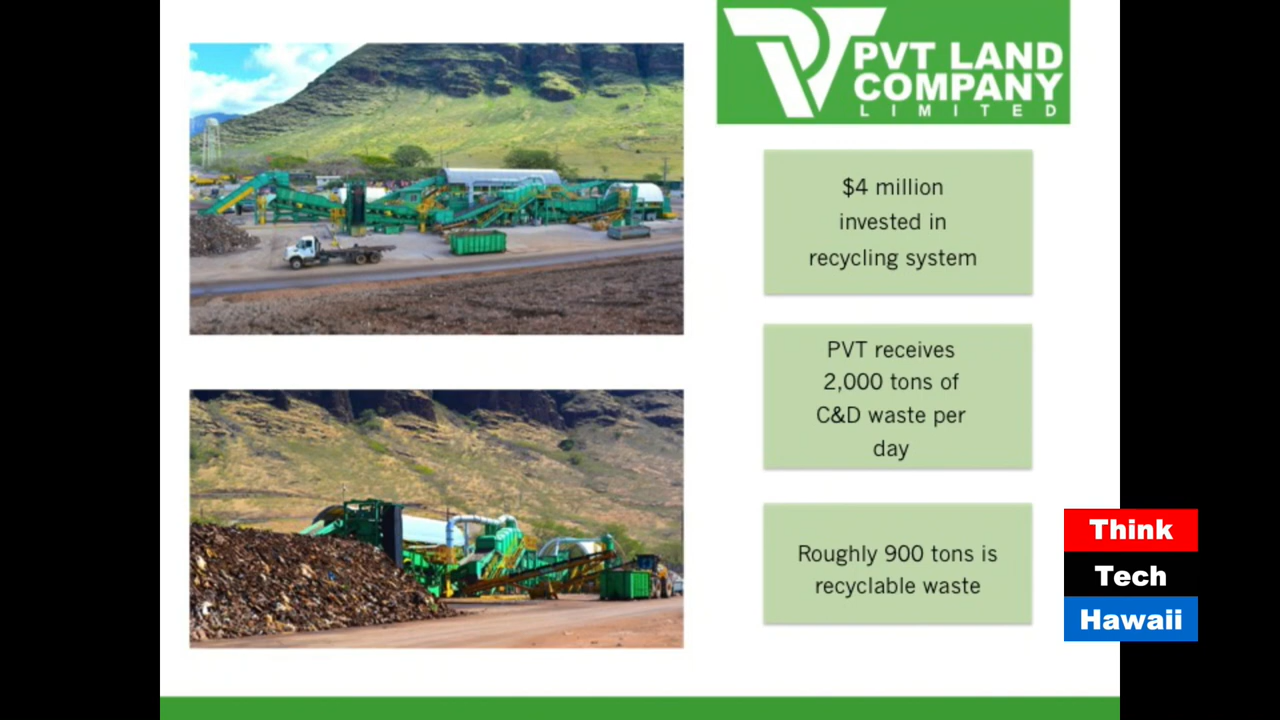 PVT LAND
COMPANY
LIMITED
$4 million
invested in
recycling system
PVT receives
2,000 tons of
C&D waste per
day
Roughly 900 tons is
recyclable waste
Think
Tech
Hawaii